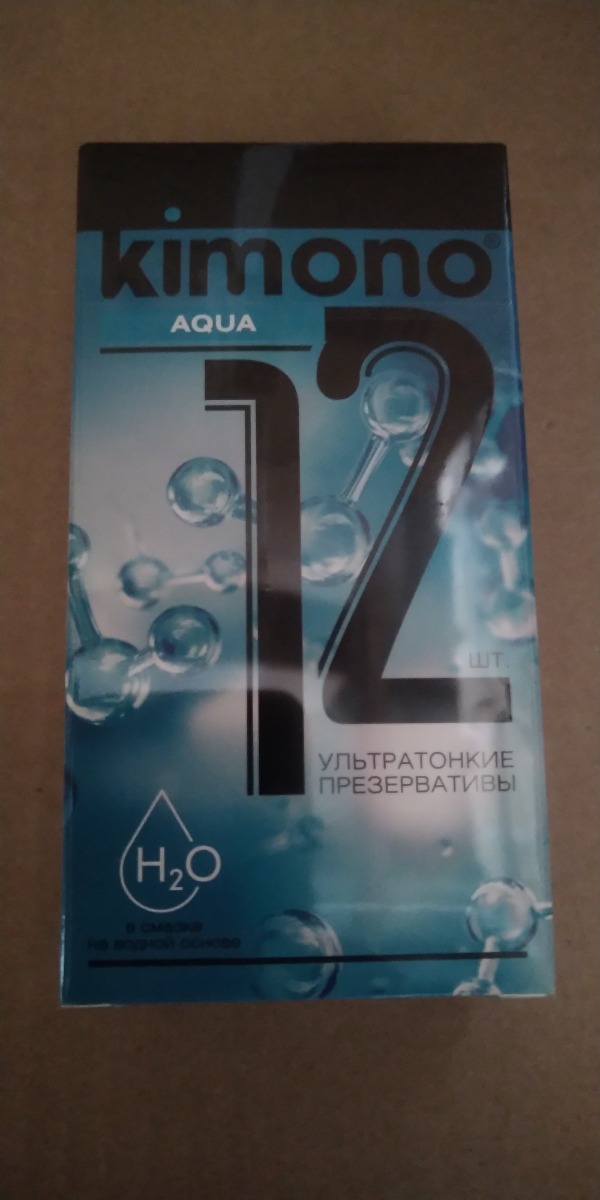 kimono®
AQUA
12
шт.
УЛЬТРАТОНКИЕ
ПРЕЗЕРВАТИВЫ
H₂O
в смазке
на водной основе